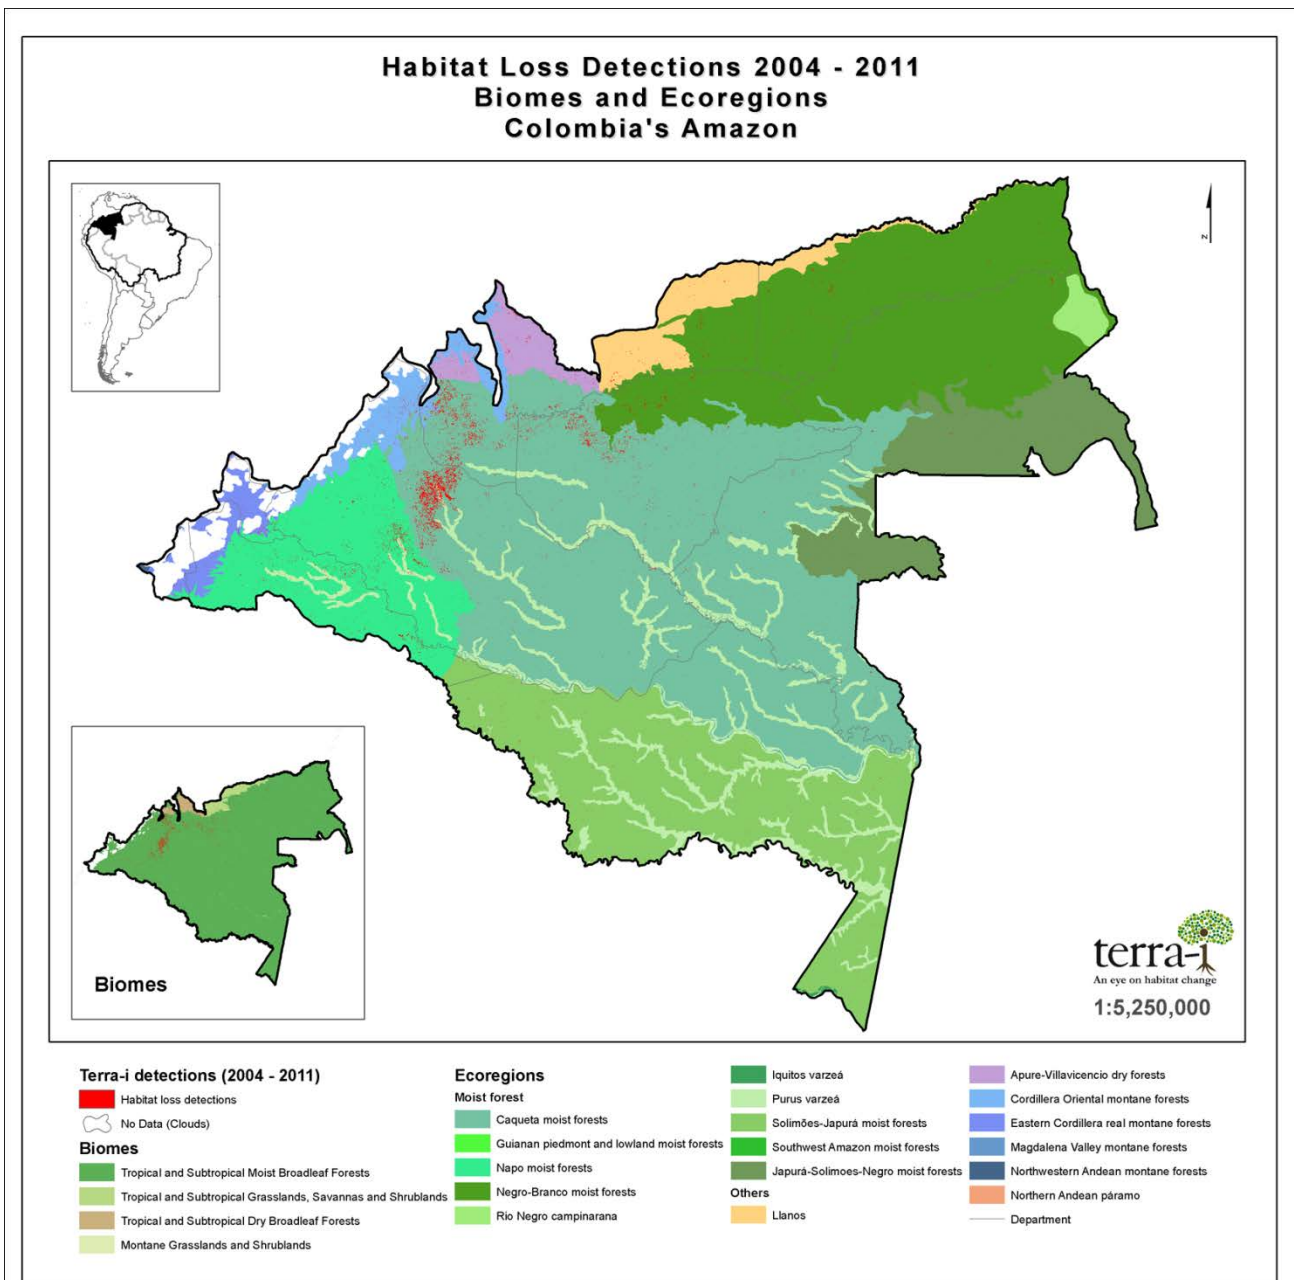 Habitat Loss Detections 2004 - 2011
Biomes and Ecoregions
Colombia's Amazon
N
Biomes
terra-i
An eye on habitat change
1:5,250,000
Terra-i detections (2004 - 2011)
Habitat loss detections
No Data (Clouds)
Biomes
Tropical and Subtropical Moist Broadleaf Forests
Tropical and Subtropical Grasslands, Savannas and Shrublands
Tropical and Subtropical Dry Broadleaf Forests
Montane Grasslands and Shrublands
Ecoregions
Moist forest
Caqueta moist forests
Guianan piedmont and lowland moist forests
Napo moist forests
Negro-Branco moist forests
Rio Negro campinarana
Iquitos varzeá
Purus varzeá
Solimões-Japurá moist forests
Southwest Amazon moist forests
Japurá-Solimoes-Negro moist forests
Others
Llanos
Apure-Villavicencio dry forests
Cordillera Oriental montane forests
Eastern Cordillera real montane forests
Magdalena Valley montane forests
Northwestern Andean montane forests
Northern Andean páramo
Department